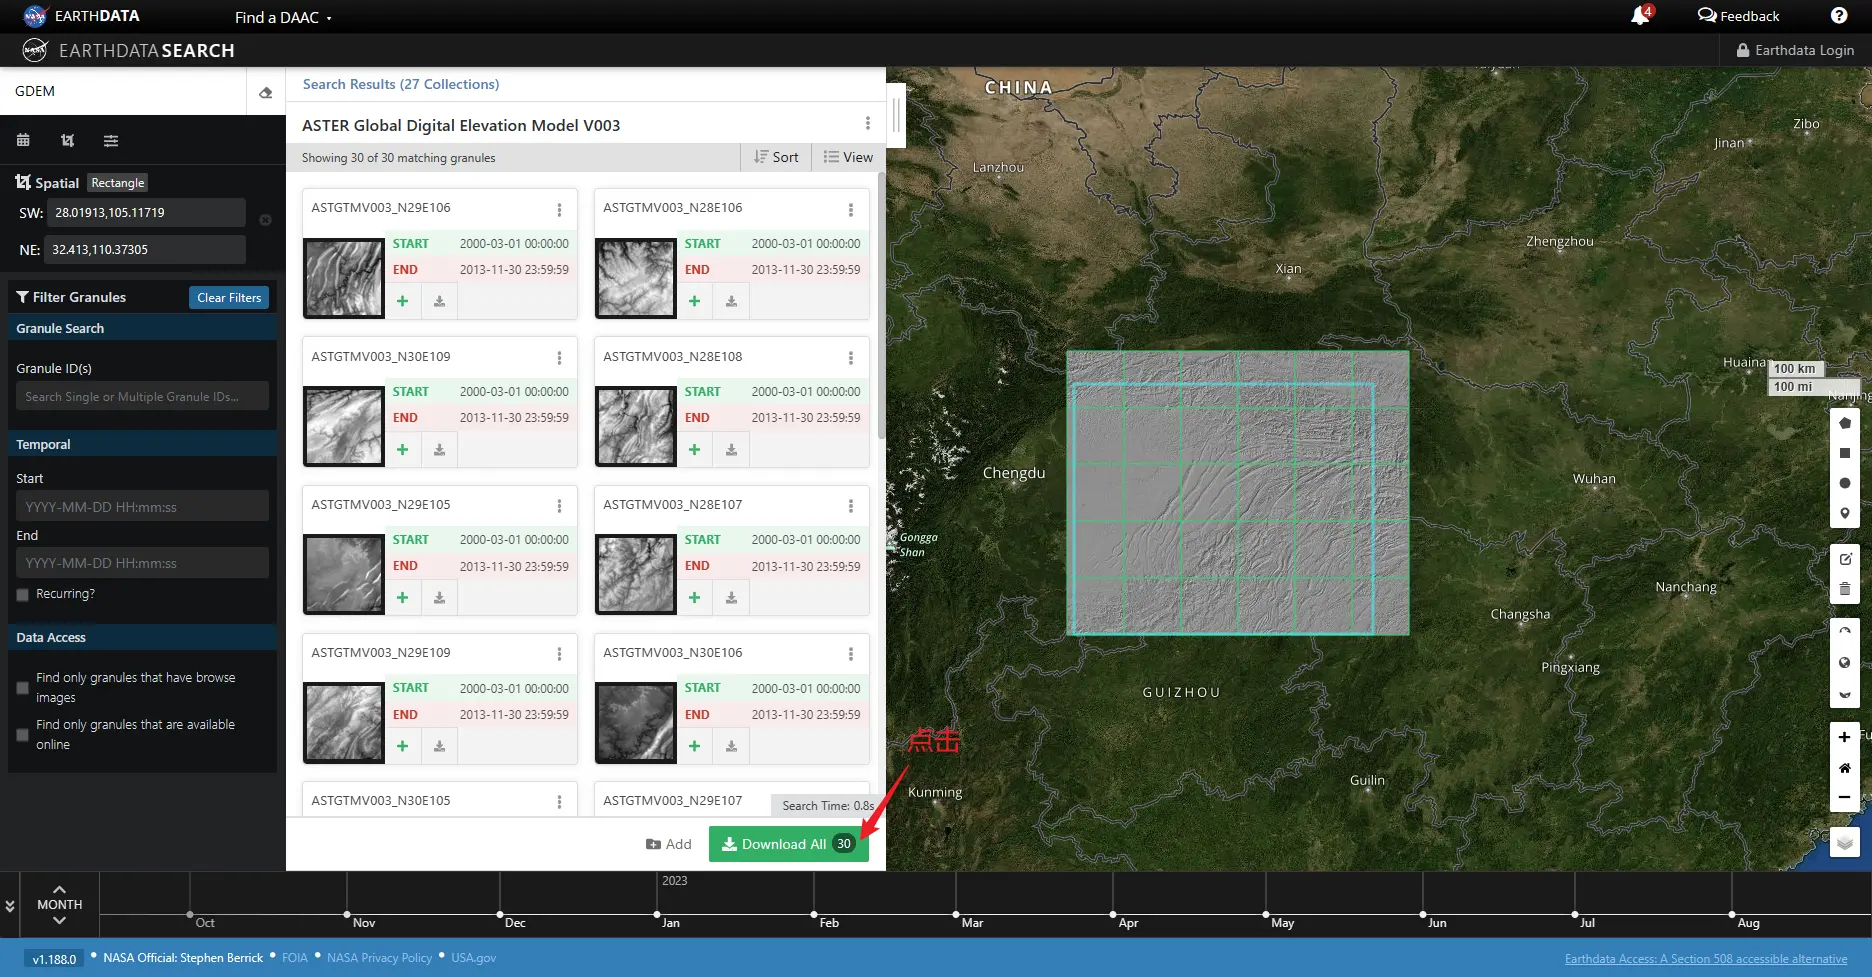 EARTHDATA
Find a DAAC
4
Feedback
EARTHDATA SEARCH
Earthdata Login
GDEM
Spatial Rectangle
SW: 28.01913,105.11719
NE: 32.413,110.37305
Filter Granules
Clear Filters
Granule Search
Granule ID(s)
Search Single or Multiple Granule IDs...
Temporal
Start
YYYY-MM-DD HH:mm:ss
End
YYYY-MM-DD HH:mm:ss
Recurring?
Data Access
Find only granules that have browse
images
Find only granules that are available
online
Search Results (27 Collections)
ASTER Global Digital Elevation Model V003
Showing 30 of 30 matching granules
Sort
View
ASTGTMV003_N29E106
START 2000-03-01 00:00:00
END 2013-11-30 23:59:59
ASTGTMV003_N28E106
START 2000-03-01 00:00:00
END 2013-11-30 23:59:59
ASTGTMV003_N30E109
START 2000-03-01 00:00:00
END 2013-11-30 23:59:59
ASTGTMV003_N28E108
START 2000-03-01 00:00:00
END 2013-11-30 23:59:59
ASTGTMV003_N29E105
START 2000-03-01 00:00:00
END 2013-11-30 23:59:59
ASTGTMV003_N28E107
START 2000-03-01 00:00:00
END 2013-11-30 23:59:59
ASTGTMV003_N29E109
START 2000-03-01 00:00:00
END 2013-11-30 23:59:59
ASTGTMV003_N30E106
START 2000-03-01 00:00:00
END 2013-11-30 23:59:59
ASTGTMV003_N30E105
ASTGTMV003_N29E107
Search Time: 0.8s
Add
Download All 30
点击
CHINA
Zibo
Jinan
Lanzhou
Zhengzhou
Xian
Huainan
100 km
100 mi
Nanjing
Chengdu
Wuhan
Gongga
Shan
Nanchang
Changsha
Pingxiang
GUIZHOU
Guilin
Kunming
MONTH
2023
Oct
Nov
Dec
Jan
Feb
Mar
Apr
May
Jun
Jul
Aug
v1.188.0 • NASA Official: Stephen Berrick • FOIA • NASA Privacy Policy • USA.gov
Earthdata Access: A Section 508 accessible alternative